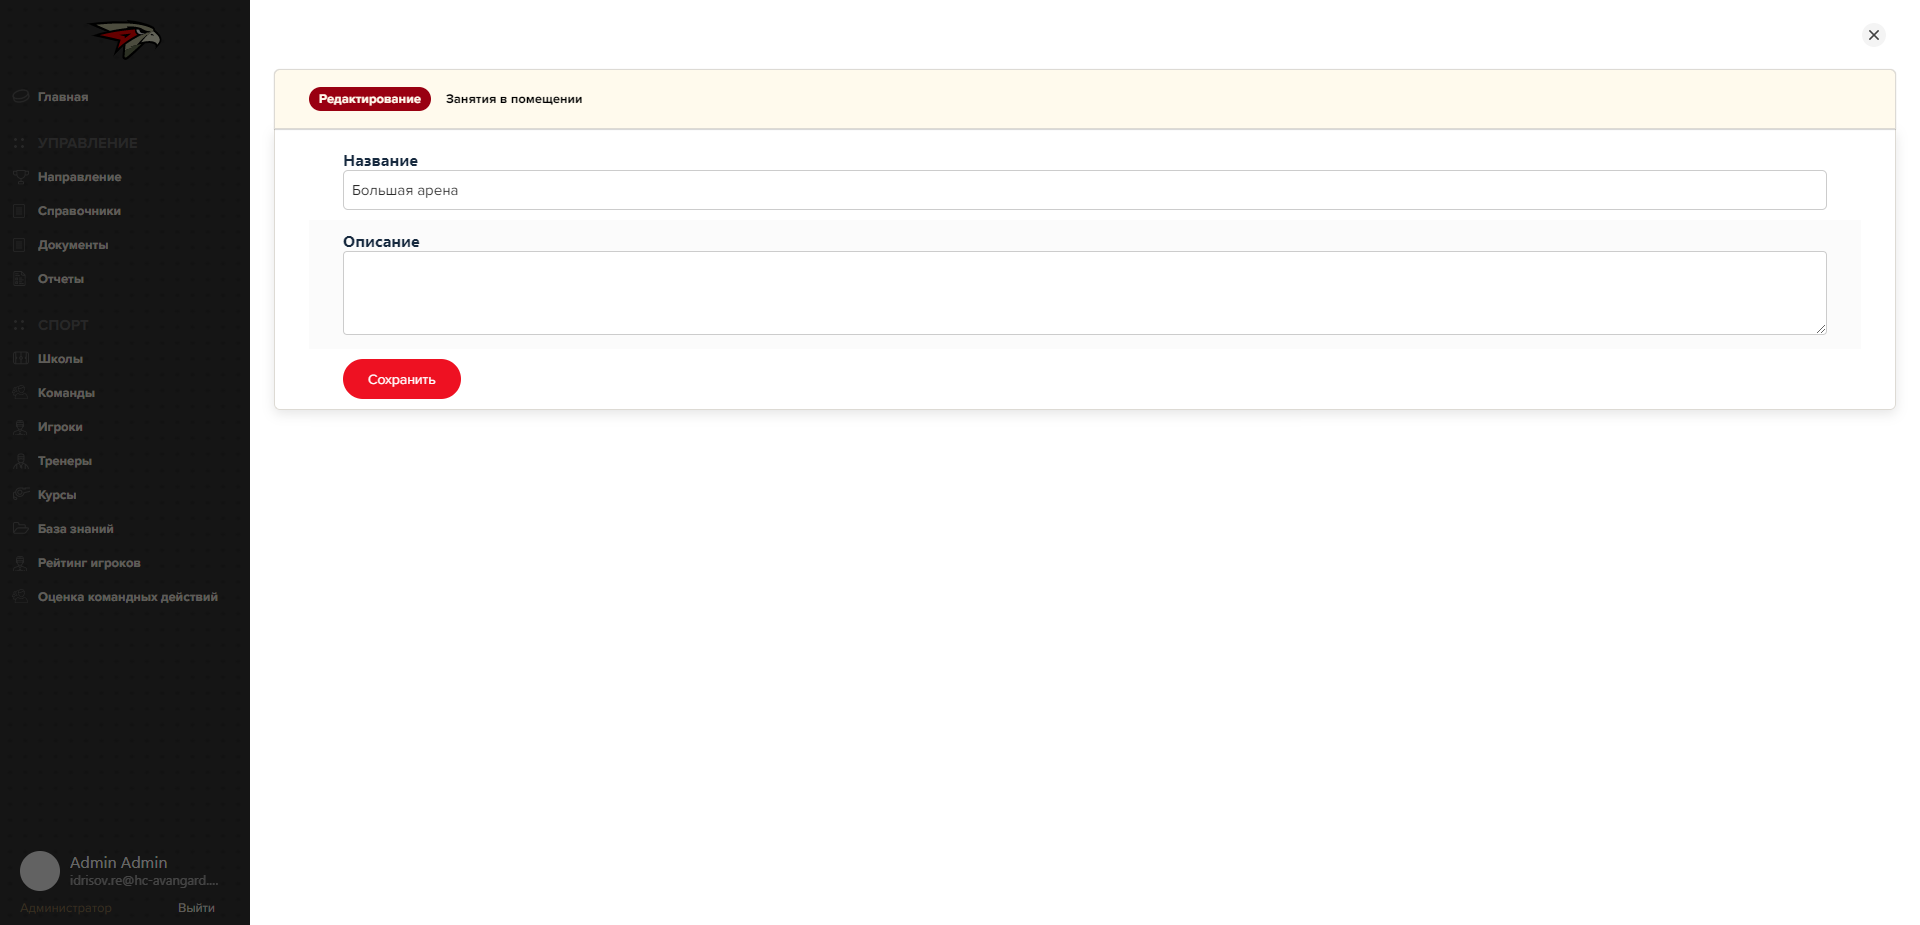 Главная
УПРАВЛЕНИЕ
Направление
Справочники
Документы
Отчеты
СПОРТ
Школы
Команды
Игроки
Тренеры
Курсы
База знаний
Рейтинг игроков
Оценка командных действий
Admin Admin
idrisov.re@hc-avangard....
Администратор Выйти
Редактирование Занятия в помещении
Название
Большая арена
Описание
Сохранить